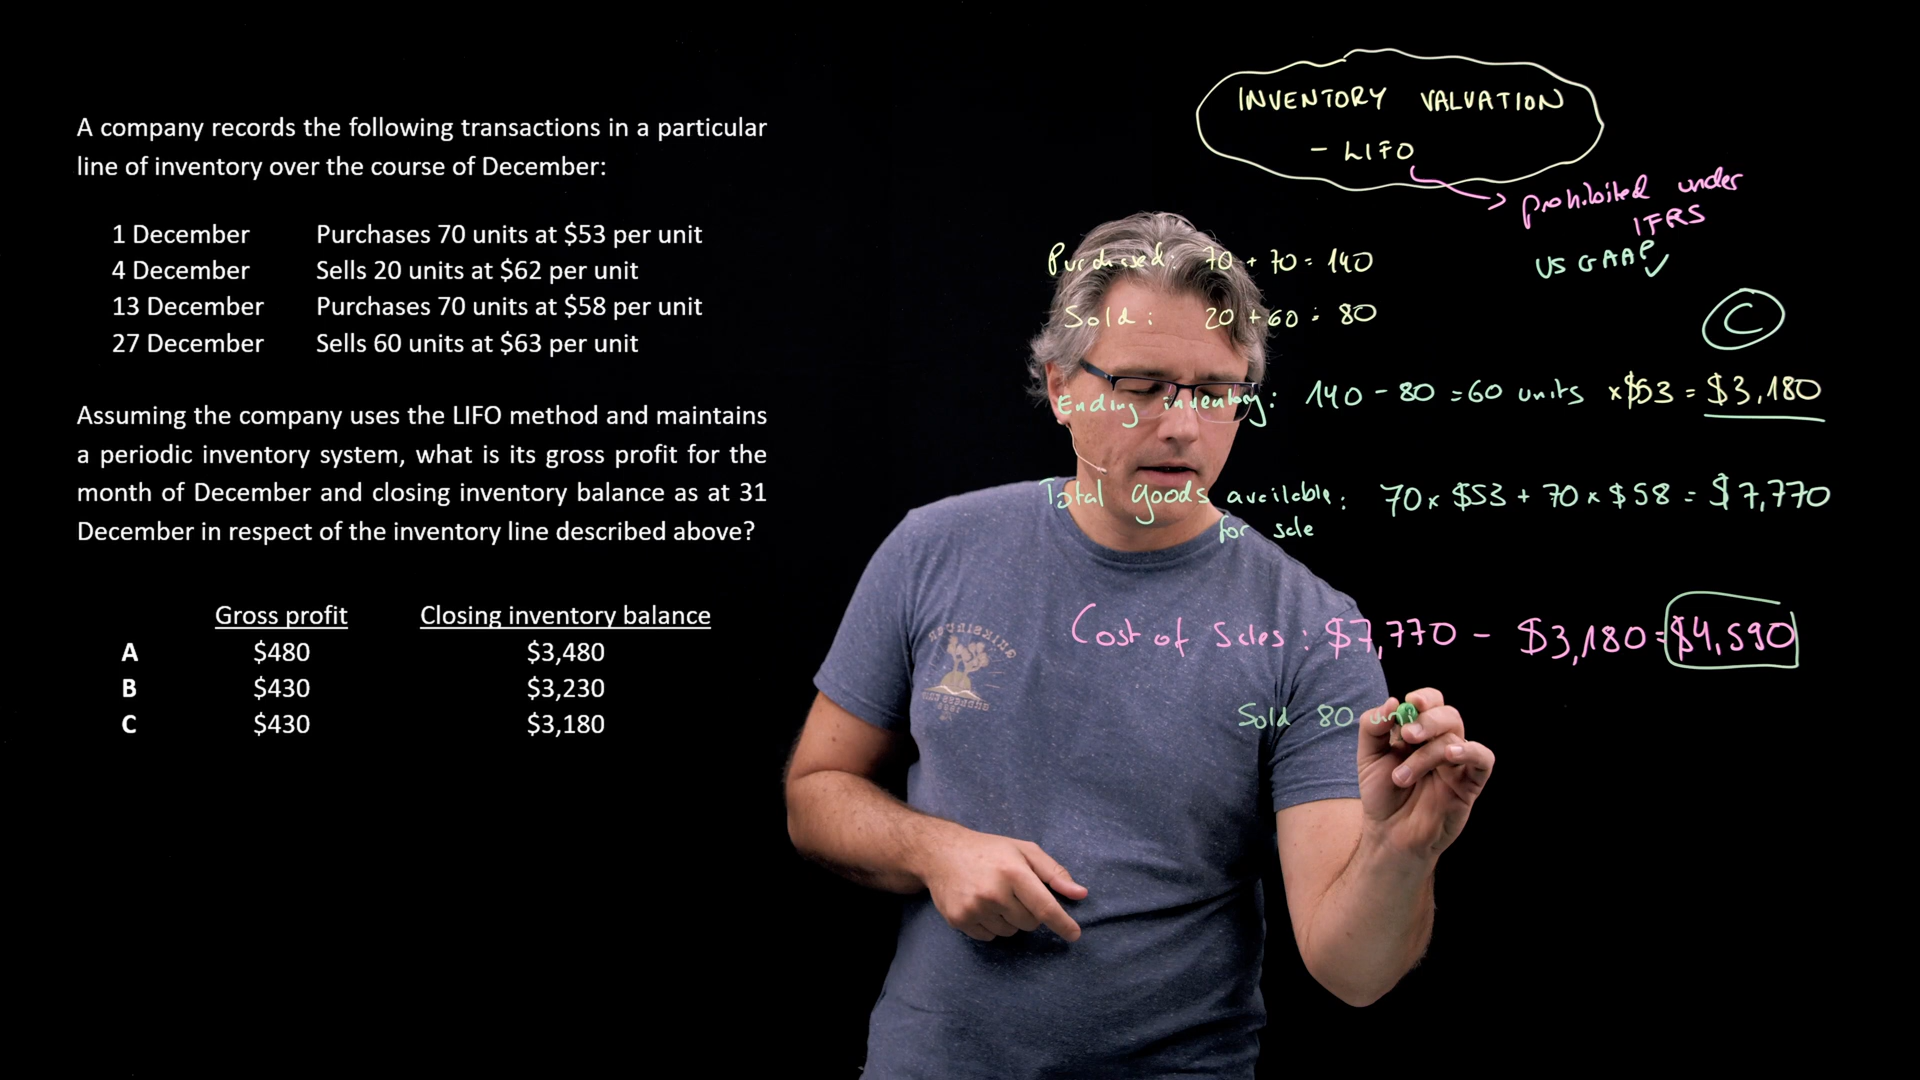 A company records the following transactions in a particular
line of inventory over the course of December:
1 December Purchases 70 units at $53 per unit
4 December Sells 20 units at $62 per unit
13 December Purchases 70 units at $58 per unit
27 December Sells 60 units at $63 per unit
Assuming the company uses the LIFO method and maintains
a periodic inventory system, what is its gross profit for the
month of December and closing inventory balance as at 31
December in respect of the inventory line described above?
Gross profit Closing inventory balance
A $480 $3,480
B $430 $3,230
C $430 $3,180
INVENTORY VALUATION
- LIFO
prohibited under
IFRS
US GAAP ✓
Purchased: 70 + 70 = 140
Sold: 20 + 60 = 80
C
Ending inventory: 140 - 80 = 60 units × $53 = $3,180
Total goods available: 70 × $53 + 70 × $58 = $7,770
for sale
Cost of Sales: $7,770 - $3,180 = $4,590
Sold 80